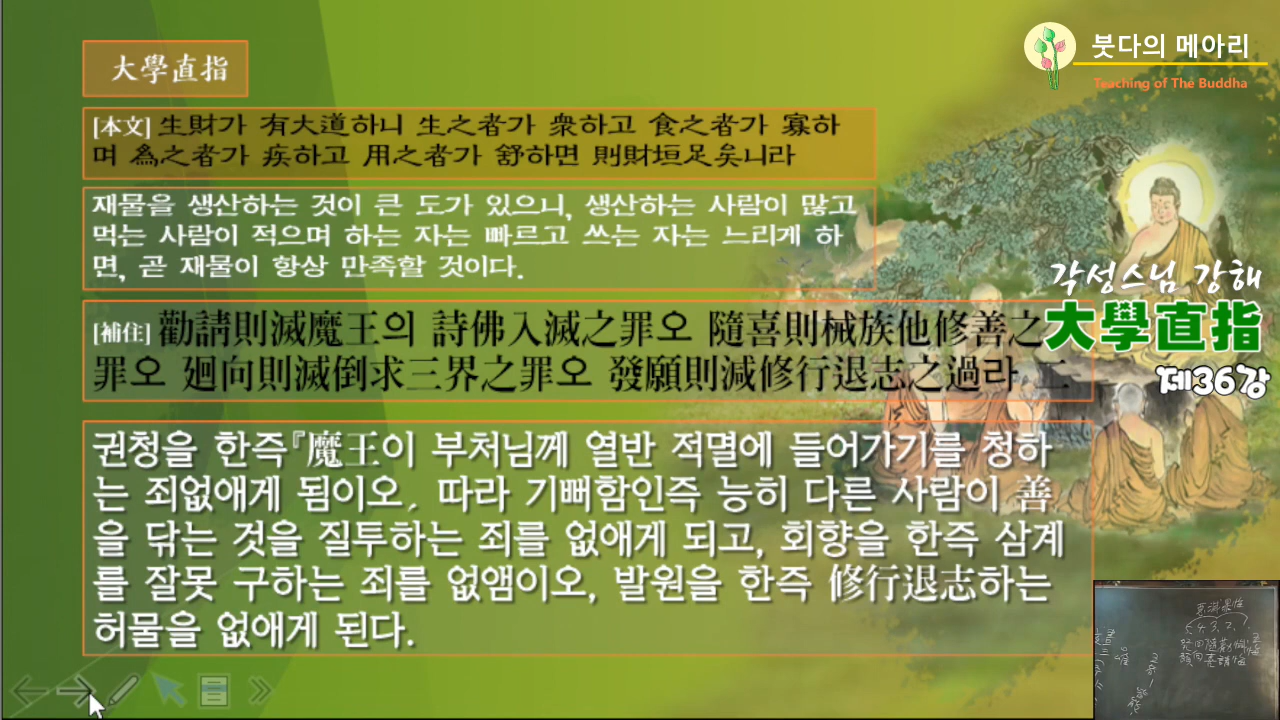 大學直指
붓다의 메아리
Teaching of The Buddha
[本文] 生財가 有大道하니 生之者가 衆하고 食之者가 寡하
며 為之者가 疾하고 用之者가 舒하면 則財垣足矣니라
재물을 생산하는 것이 큰 도가 있으니, 생산하는 사람이 많고
먹는 사람이 적으며 하는 자는 빠르고 쓰는 자는 느리게 하
면, 곧 재물이 항상 만족할 것이다.
각성스님 강해
大學直指
제36강
[補住] 勸請則滅魔王의 詩佛入滅之罪오 隨喜則械族他修善之
罪오 廻向則滅倒求三界之罪오 發願則減修行退志之過라
권청을 한즉『魔王이 부처님께 열반 적멸에 들어가기를 청하
는 죄없애게 됨이오, 따라 기뻐함인즉 능히 다른 사람이 善
을 닦는 것을 질투하는 죄를 없애게 되고, 회향을 한즉 삼계
를 잘못 구하는 죄를 없앰이오, 발원을 한즉 修行退志하는
허물을 없애게 된다.
5, 4, 3, 2,